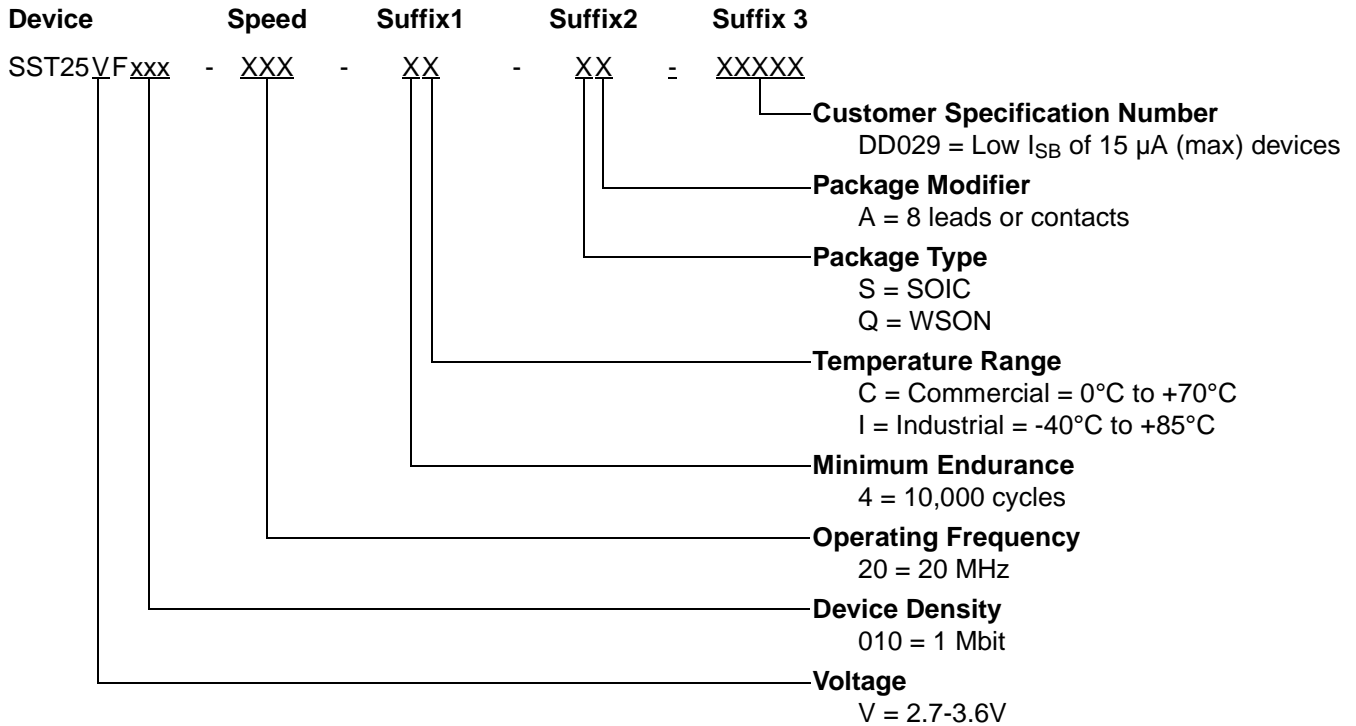 Device Speed Suffix1 Suffix2 Suffix 3
SST25VFxxx - XXX - XX - XX - XXXXX
Customer Specification Number
DD029 = Low ISB of 15 µA (max) devices
Package Modifier
A = 8 leads or contacts
Package Type
S = SOIC
Q = WSON
Temperature Range
C = Commercial = 0°C to +70°C
I = Industrial = -40°C to +85°C
Minimum Endurance
4 = 10,000 cycles
Operating Frequency
20 = 20 MHz
Device Density
010 = 1 Mbit
Voltage
V = 2.7-3.6V